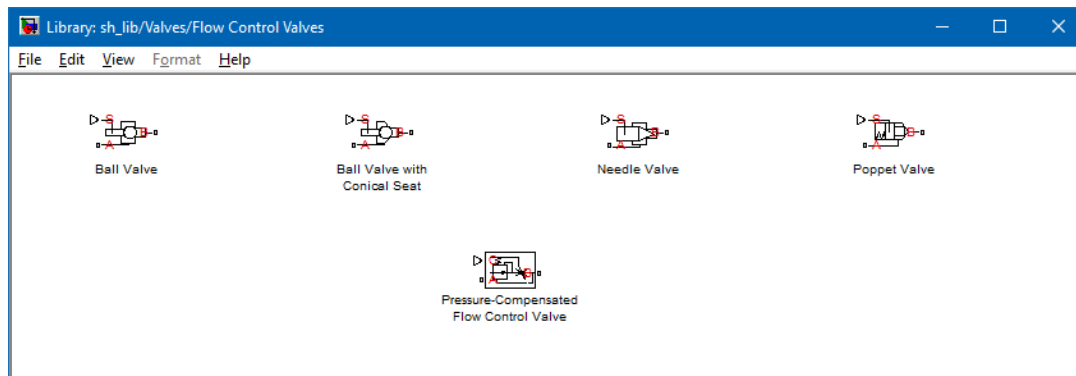 Library: sh_lib/Valves/Flow Control Valves
File Edit View Format Help
S
B
A
Ball Valve
S
B
A
Ball Valve with
Conical Seat
S
B
A
Needle Valve
S
B
A
Poppet Valve
C
B
A
Pressure-Compensated
Flow Control Valve